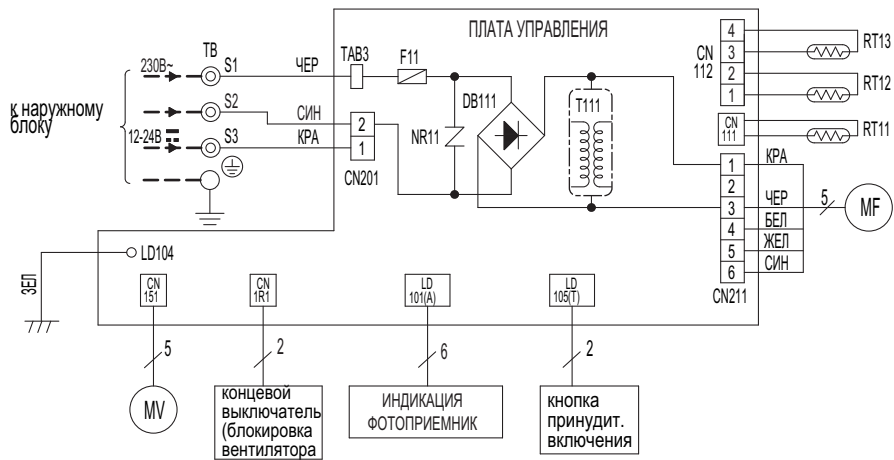 ПЛАТА УПРАВЛЕНИЯ
к наружному
блоку
230В~
12-24В
ТВ
S1
S2
S3
ЧЕР
СИН
КРА
TAB3
F11
2
1
CN201
NR11
DB111
T111
4
3
2
1
CN
112
CN
111
RT13
RT12
RT11
1
2
3
4
5
6
CN211
КРА
ЧЕР
БЕЛ
ЖЕЛ
СИН
5
MF
ЗЕЛ
LD104
CN
151
CN
1R1
LD
101(A)
LD
105(T)
5
2
6
2
MV
концевой
выключатель
(блокировка
вентилятора
ИНДИКАЦИЯ
ФОТОПРИЕМНИК
кнопка
принудит.
включения